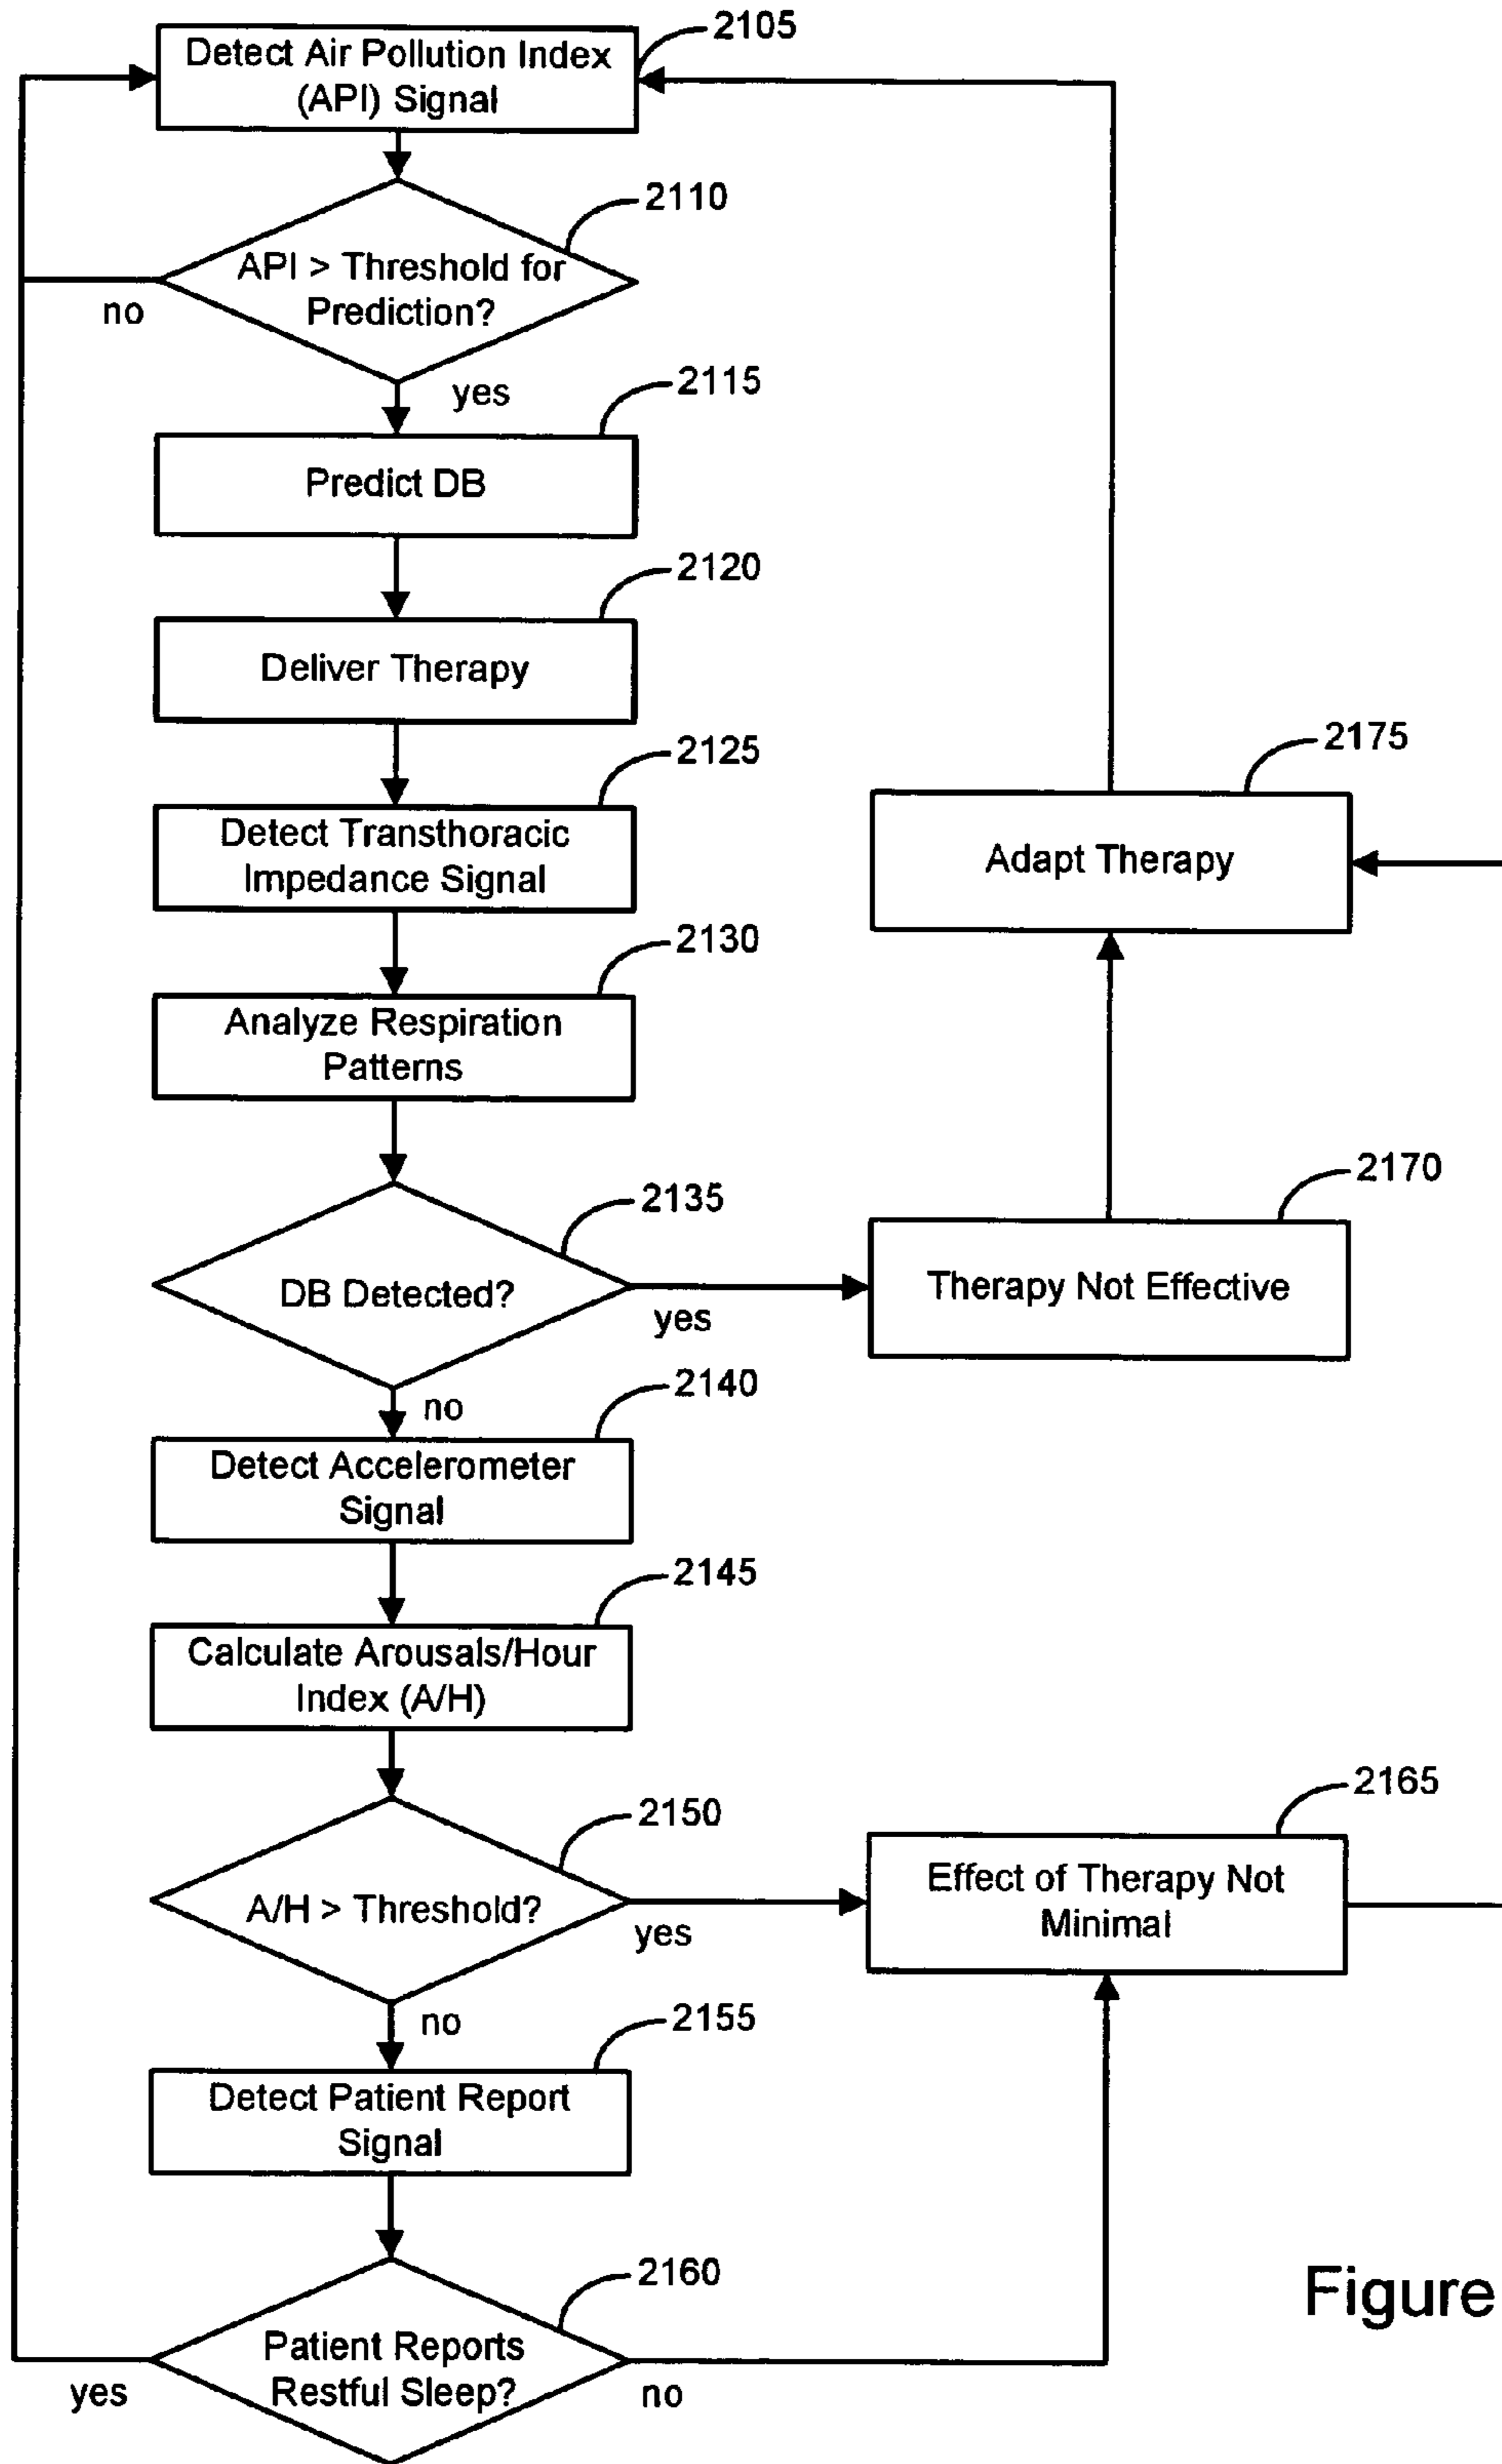 Detect Air Pollution Index
(API) Signal
2105
API > Threshold for
Prediction?
2110
no
yes
2115
Predict DB
2120
Deliver Therapy
2125
Detect Transthoracic
Impedance Signal
2130
Analyze Respiration
Patterns
2135
DB Detected?
yes
no
2140
Detect Accelerometer
Signal
2145
Calculate Arousals/Hour
Index (A/H)
2150
A/H > Threshold?
yes
no
2155
Detect Patient Report
Signal
2160
Patient Reports
Restful Sleep?
yes
no
2165
Effect of Therapy Not
Minimal
2170
Therapy Not Effective
2175
Adapt Therapy
Figure